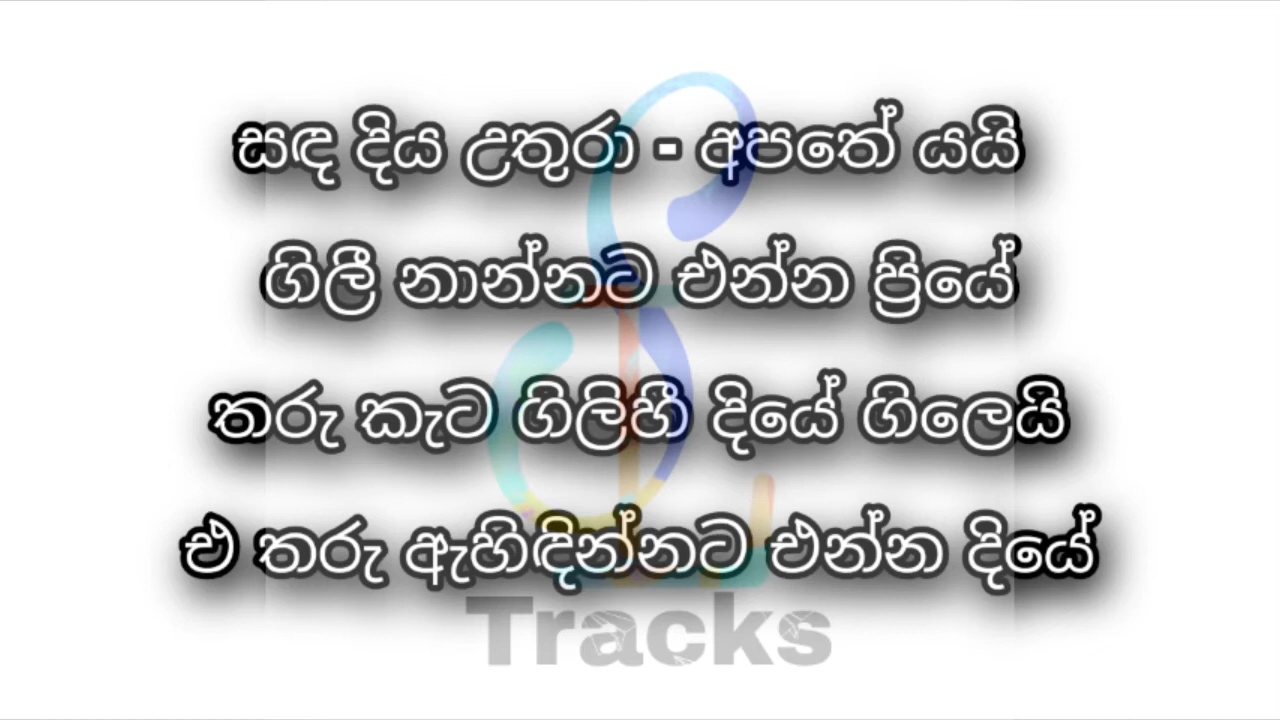 සඳ දිය උතුරා - අපතේ යයි
ගිලී නාන්නට එන්න ප්‍රියේ
තරු කැට ගිලිහී දියේ ගිලෙයි
එ තරු ඇහිඳින්නට එන්න දියේ
Tracks